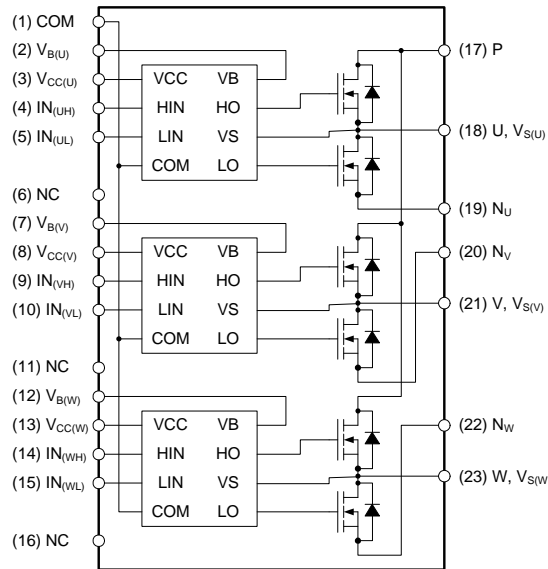 (1) COM
(2) VB(U)
(3) VCC(U)
(4) IN(UH)
(5) IN(UL)
(6) NC
(7) VB(V)
(8) VCC(V)
(9) IN(VH)
(10) IN(VL)
(11) NC
(12) VB(W)
(13) VCC(W)
(14) IN(WH)
(15) IN(WL)
(16) NC
VCC VB
HIN HO
LIN VS
COM LO
VCC VB
HIN HO
LIN VS
COM LO
VCC VB
HIN HO
LIN VS
COM LO
(17) P
(18) U, VS(U)
(19) NU
(20) NV
(21) V, VS(V)
(22) NW
(23) W, VS(W